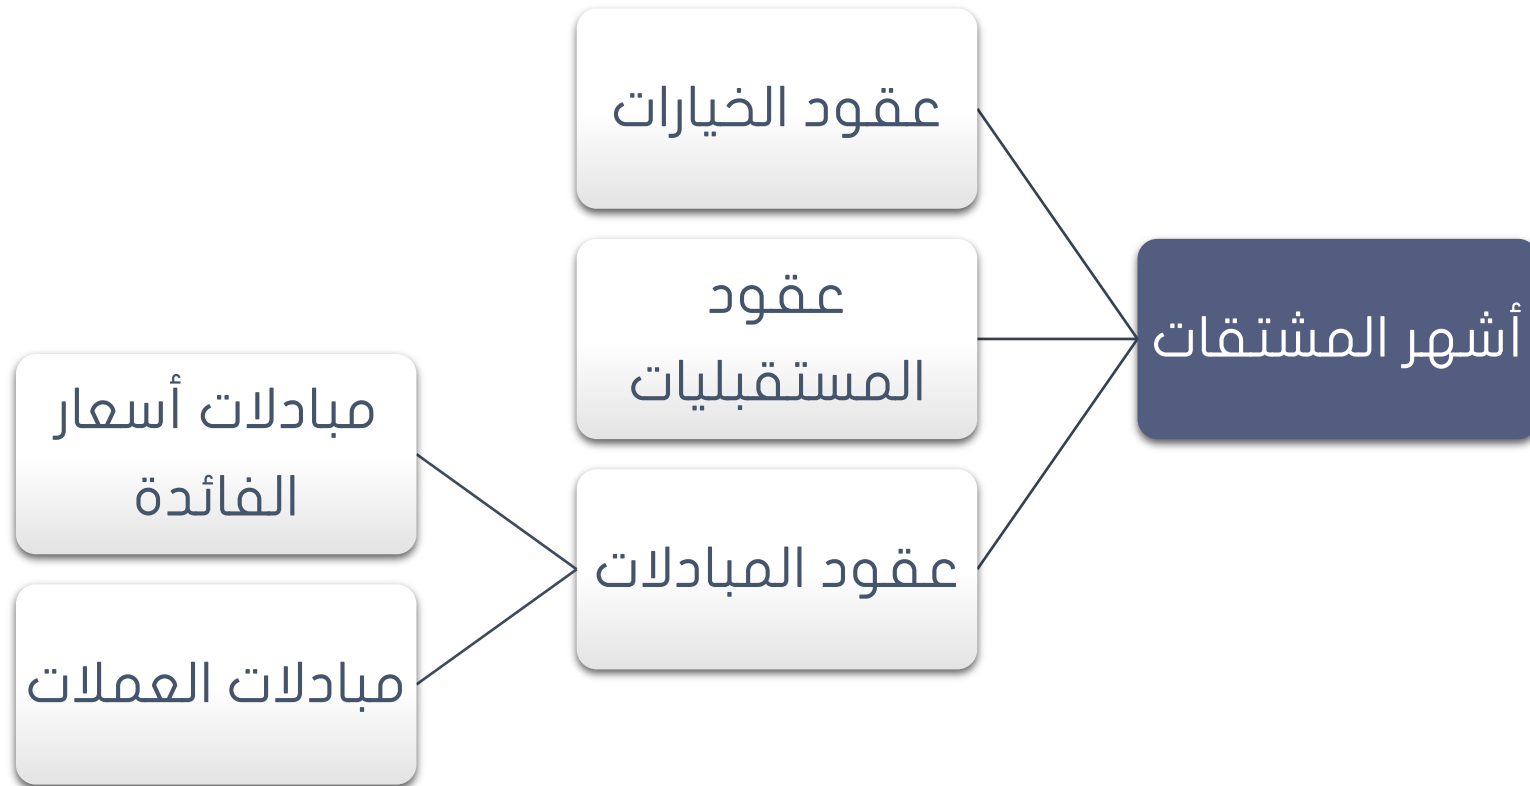 أشهر المشتقات
عقود الخيارات
عقود
المستقبليات
عقود المبادلات
مبادلات أسعار
الفائدة
مبادلات العملات